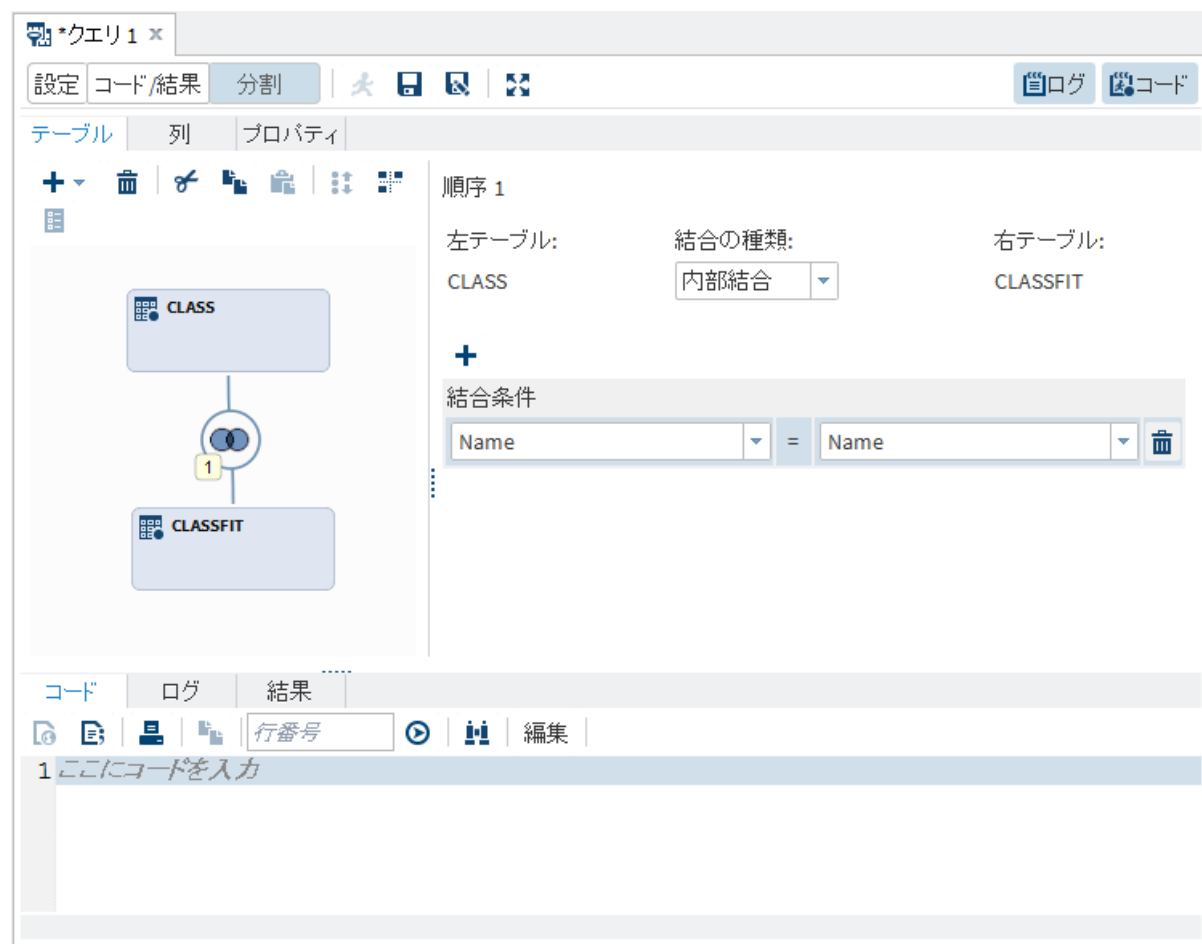 *クエリ 1 ×
設定 コード/結果 分割 ログ コード
テーブル 列 プロパティ
順序 1
左テーブル: 結合の種類: 右テーブル:
CLASS 内部結合 CLASSFIT
CLASS
結合条件
Name = Name
1
CLASSFIT
コード ログ 結果
行番号 編集
1 ここにコードを入力